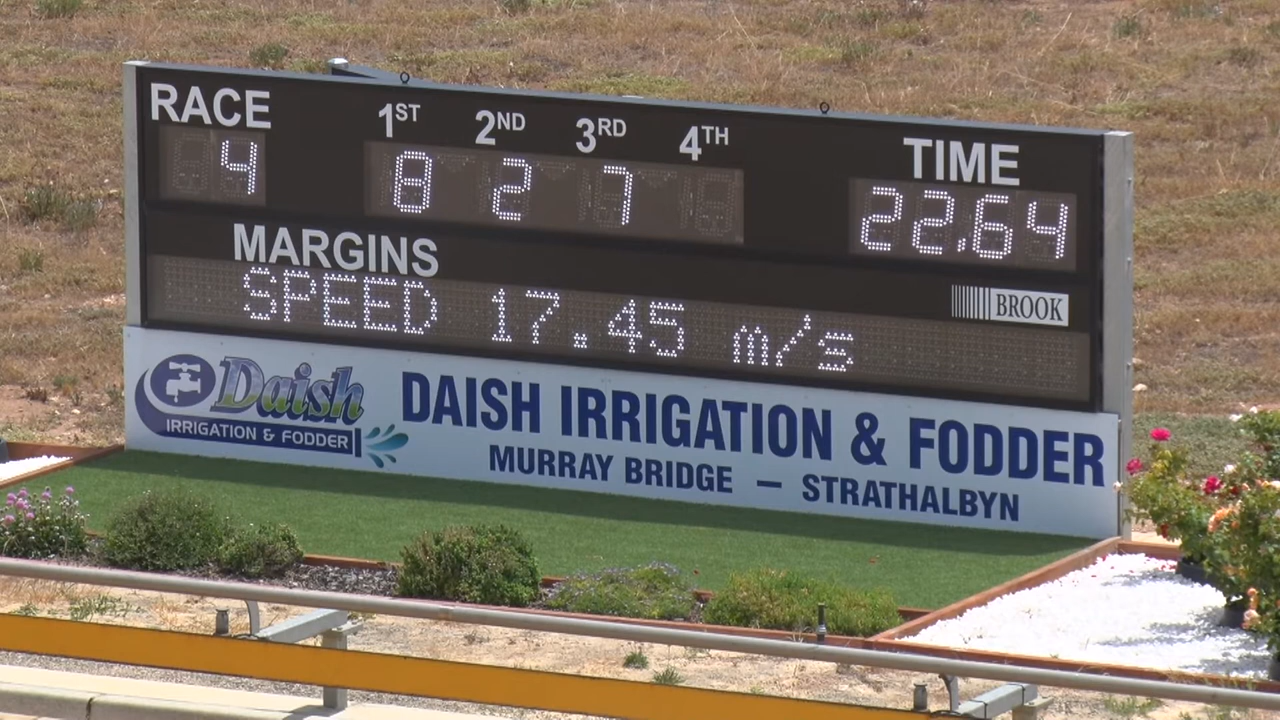 RACE 1ST 2ND 3RD 4TH TIME
4 8 2 7 22.64
MARGINS
SPEED 17.45 m/s
BROOK
Daish
IRRIGATION & FODDER
DAISH IRRIGATION & FODDER
MURRAY BRIDGE — STRATHALBYN